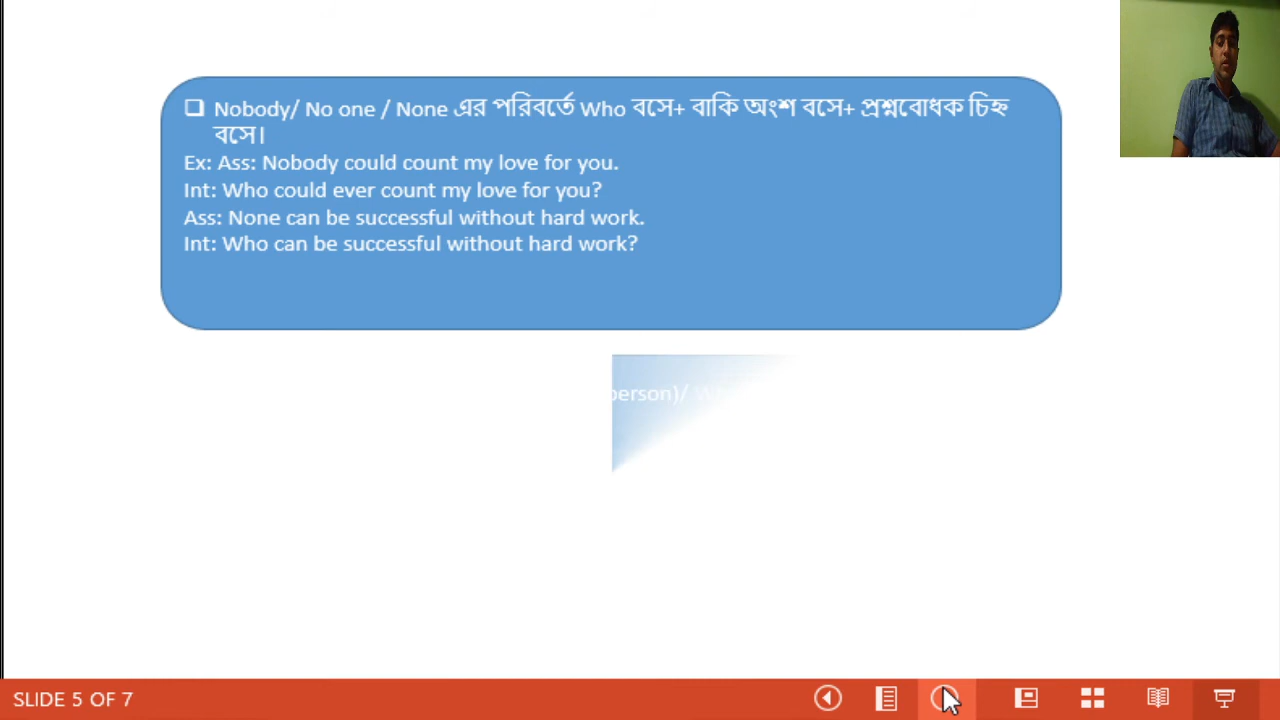 ❑ Nobody/ No one / None এর পরিবর্তে Who বসে+ বাকি অংশ বসে+ প্রশ্নবোধক চিহ্ন
বসে।
Ex: Ass: Nobody could count my love for you.
Int: Who could ever count my love for you?
Ass: None can be successful without hard work.
Int: Who can be successful without hard work?
person)/
SLIDE 5 OF 7